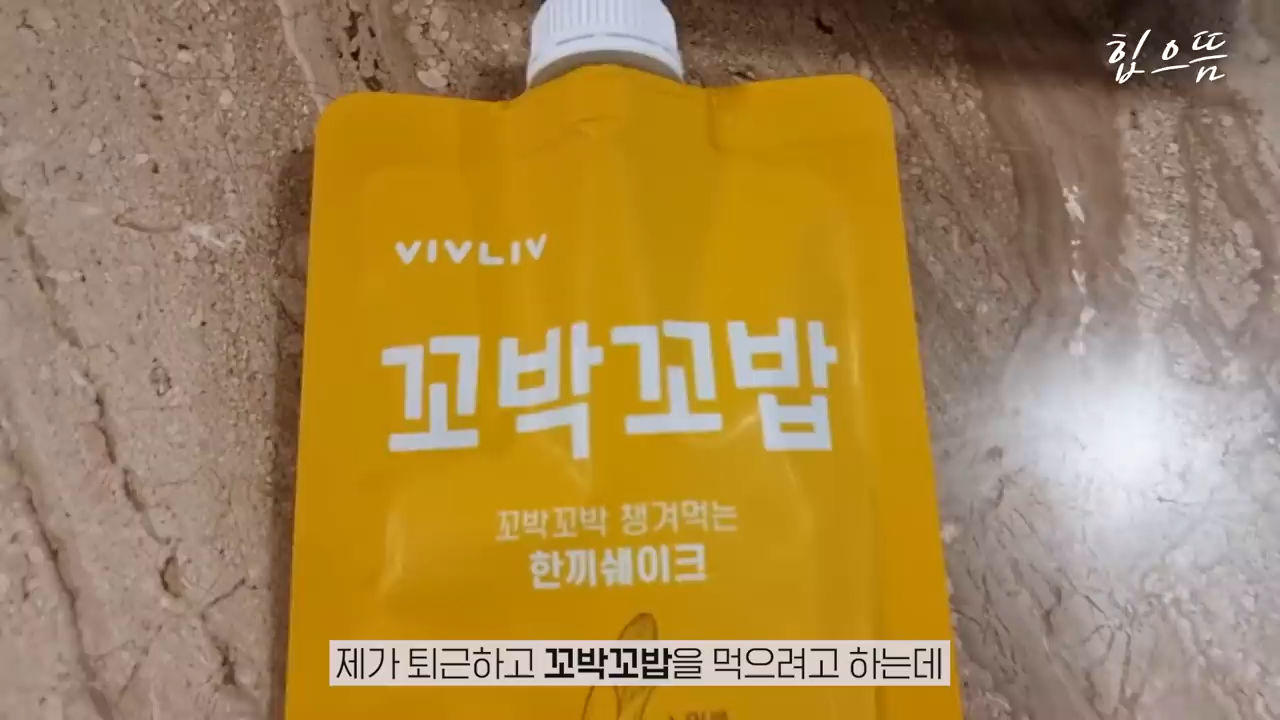 힙으뜸
VIVLIV
꼬박꼬밥
꼬박꼬박 챙겨먹는
한끼쉐이크
제가 퇴근하고 꼬박꼬밥을 먹으려고 하는데